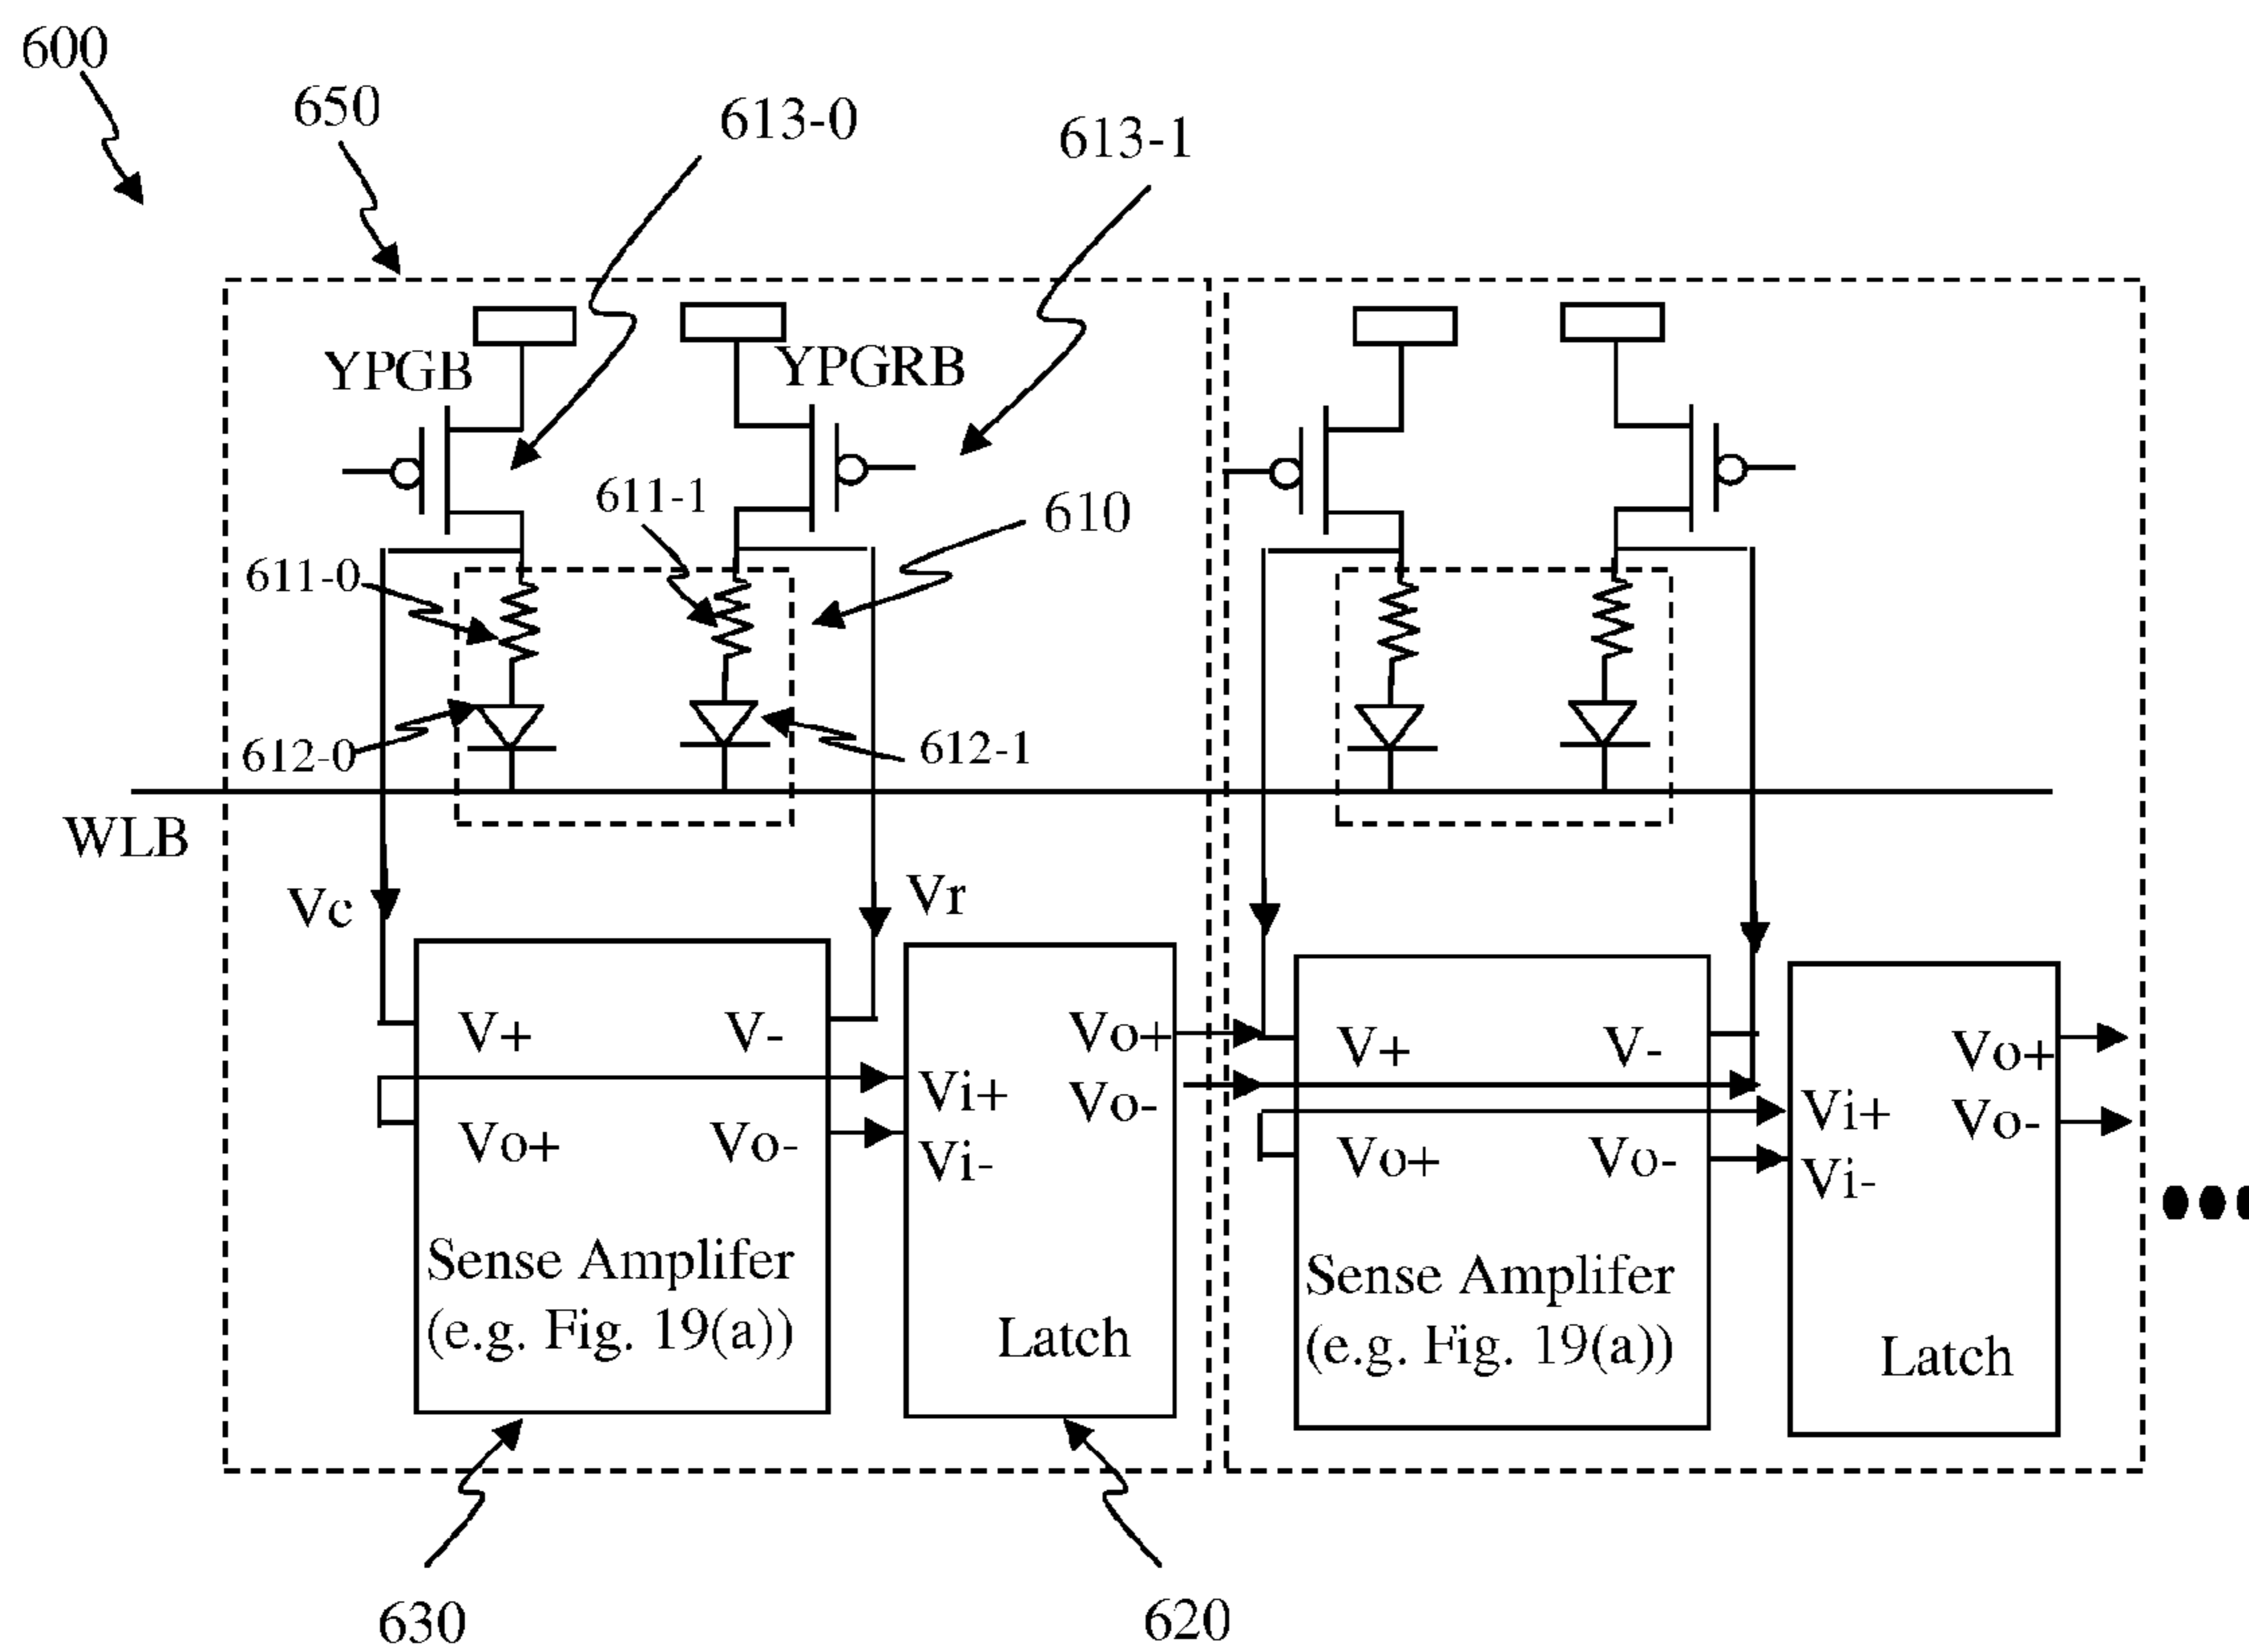 600
650
613-0
613-1
YPGB
YPGRB
611-1
610
611-0
612-0
612-1
WLB
Vc
Vr
V+
V-
Vo+
Vo-
Vi+
Vi-
Vo+
Vo-
Sense Amplifer
(e.g. Fig. 19(a))
Latch
V+
V-
Vo+
Vo-
Vi+
Vi-
Vo+
Vo-
Sense Amplifer
(e.g. Fig. 19(a))
Latch
630
620